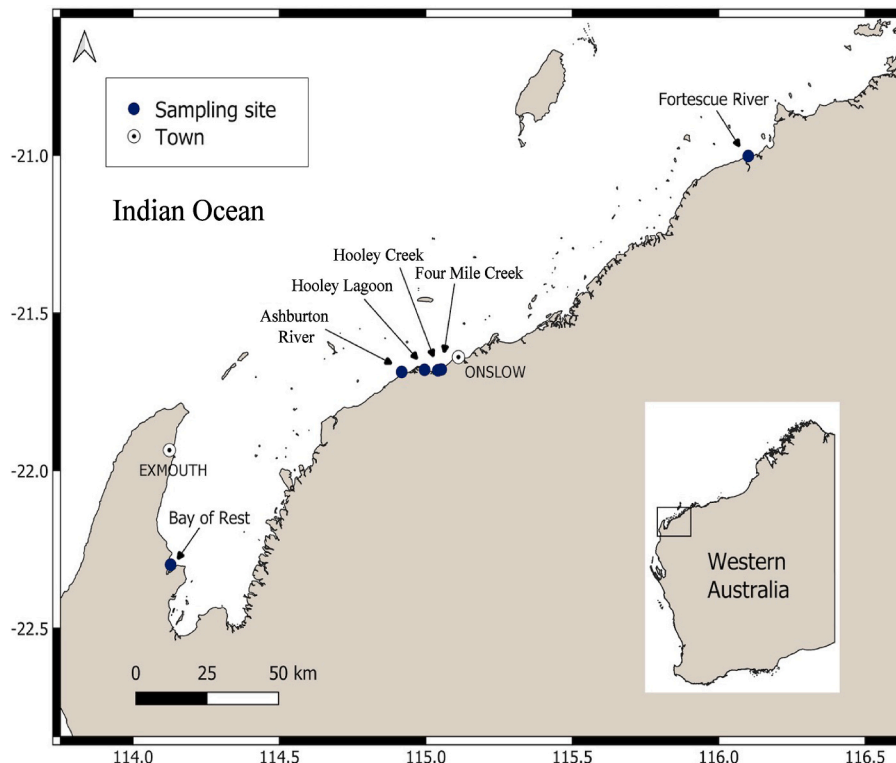 Sampling site
Town
Fortescue River
-21.0
Indian Ocean
Hooley Creek
Four Mile Creek
Hooley Lagoon
Ashburton
River
-21.5
ONSLOW
-22.0
EXMOUTH
Bay of Rest
Western
Australia
-22.5
0 25 50 km
114.0 114.5 115.0 115.5 116.0 116.5